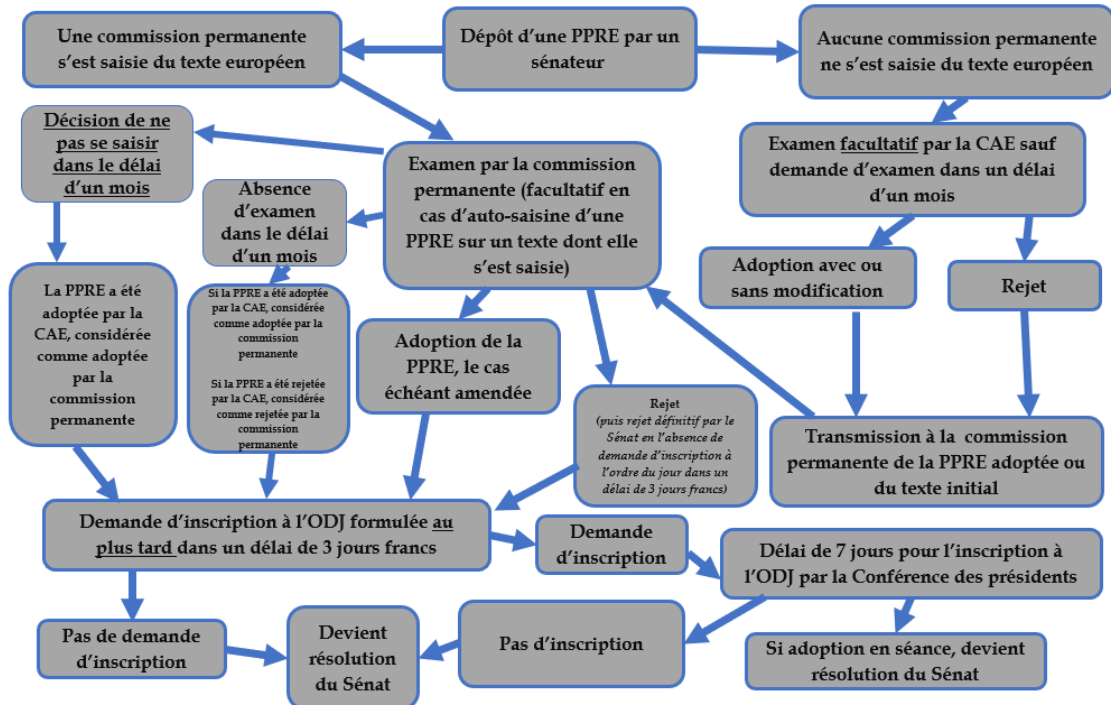 Une commission permanente
s'est saisie du texte européen
Dépôt d'une PPRE par un
sénateur
Aucune commission permanente
ne s'est saisie du texte européen
Décision de ne
pas se saisir
dans le délai
d'un mois
Absence
d'examen
dans le délai
d'un mois
Examen par la commission
permanente (facultatif en
cas d'auto-saisine d'une
PPRE sur un texte dont elle
s'est saisie)
Examen facultatif par la CAE sauf
demande d'examen dans un délai
d'un mois
Adoption avec ou
sans modification
Rejet
La PPRE a été
adoptée par la
CAE, considérée
comme adoptée
par la
commission
permanente
Si la PPRE a été adoptée
par la CAE, considérée
comme adoptée par la
commission
permanente
Si la PPRE a été rejetée
par la CAE, considérée
comme rejetée par la
commission
permanente
Adoption de la
PPRE, le cas
échéant amendée
Rejet
(puis rejet définitif par le
Sénat en l'absence de
demande d'inscription à
l'ordre du jour dans un
délai de 3 jours francs)
Transmission à la commission
permanente de la PPRE adoptée ou
du texte initial
Demande d'inscription à l'ODJ formulée au
plus tard dans un délai de 3 jours francs
Demande
d'inscription
Délai de 7 jours pour l'inscription à
l'ODJ par la Conférence des présidents
Pas de demande
d'inscription
Devient
résolution
du Sénat
Pas d'inscription
Si adoption en séance, devient
résolution du Sénat